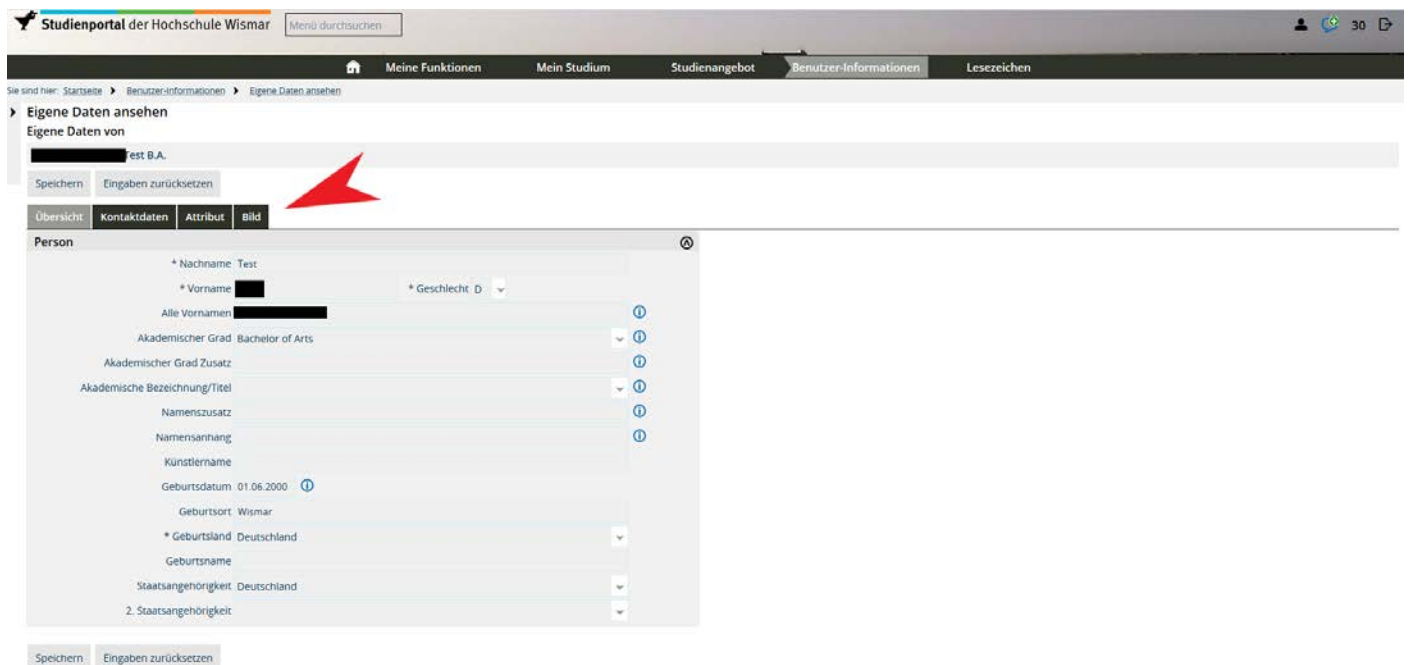 Studienportal der Hochschule Wismar Menü durchsuchen 30
Meine Funktionen Mein Studium Studienangebot Benutzer-Informationen Lesezeichen
Sie sind hier: Startseite Benutzer-Informationen Eigene Daten ansehen
Eigene Daten ansehen
Eigene Daten von
Test B.A.
Speichern Eingaben zurücksetzen
Übersicht Kontaktdaten Attribut Bild
Person
* Nachname Test
* Vorname * Geschlecht D
Alle Vornamen
Akademischer Grad Bachelor of Arts
Akademischer Grad Zusatz
Akademische Bezeichnung/Titel
Namenszusatz
Namensanhang
Künstlername
Geburtsdatum 01.06.2000
Geburtsort Wismar
* Geburtsland Deutschland
Geburtsname
Staatsangehörigkeit Deutschland
2. Staatsangehörigkeit
Speichern Eingaben zurücksetzen